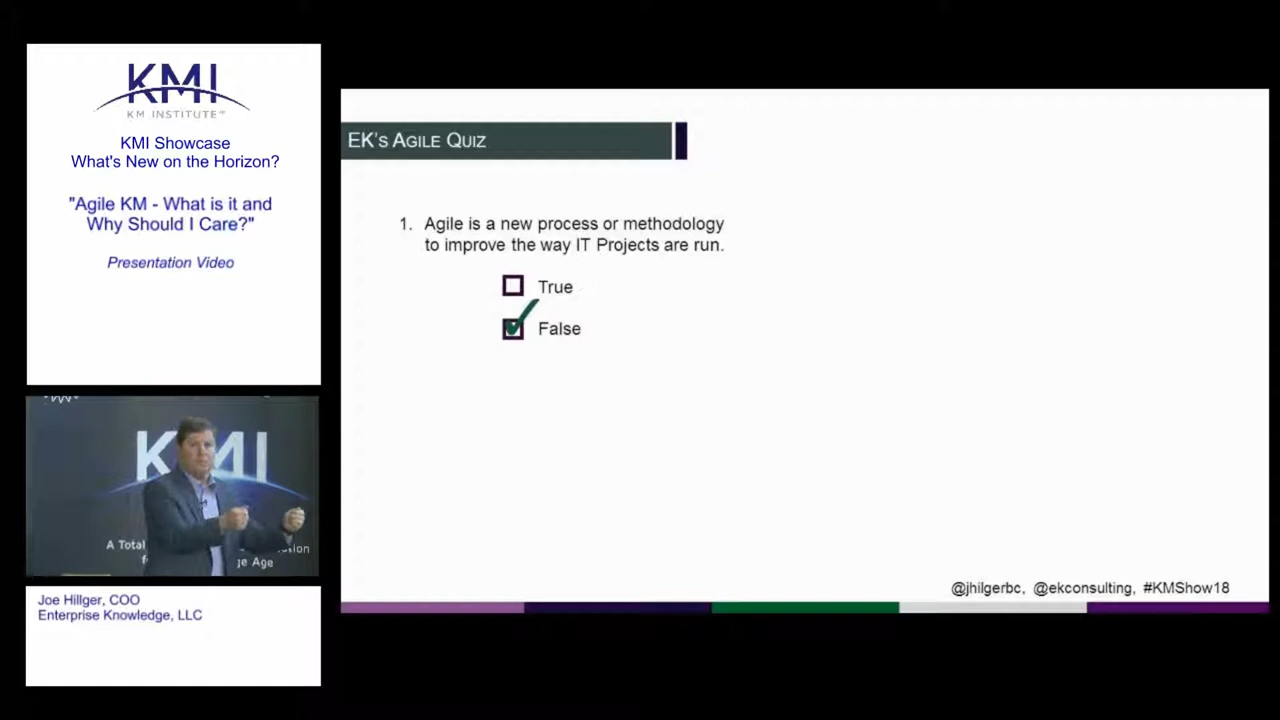 KMI
KM INSTITUTE
KMI Showcase
What's New on the Horizon?
"Agile KM - What is it and
Why Should I Care?"
Presentation Video
KMI
A Total
ge Age
Joe Hillger, COO
Enterprise Knowledge, LLC
EK's Agile Quiz
1. Agile is a new process or methodology
to improve the way IT Projects are run.
True
False
@jhilgerbc, @ekconsulting, #KMShow18